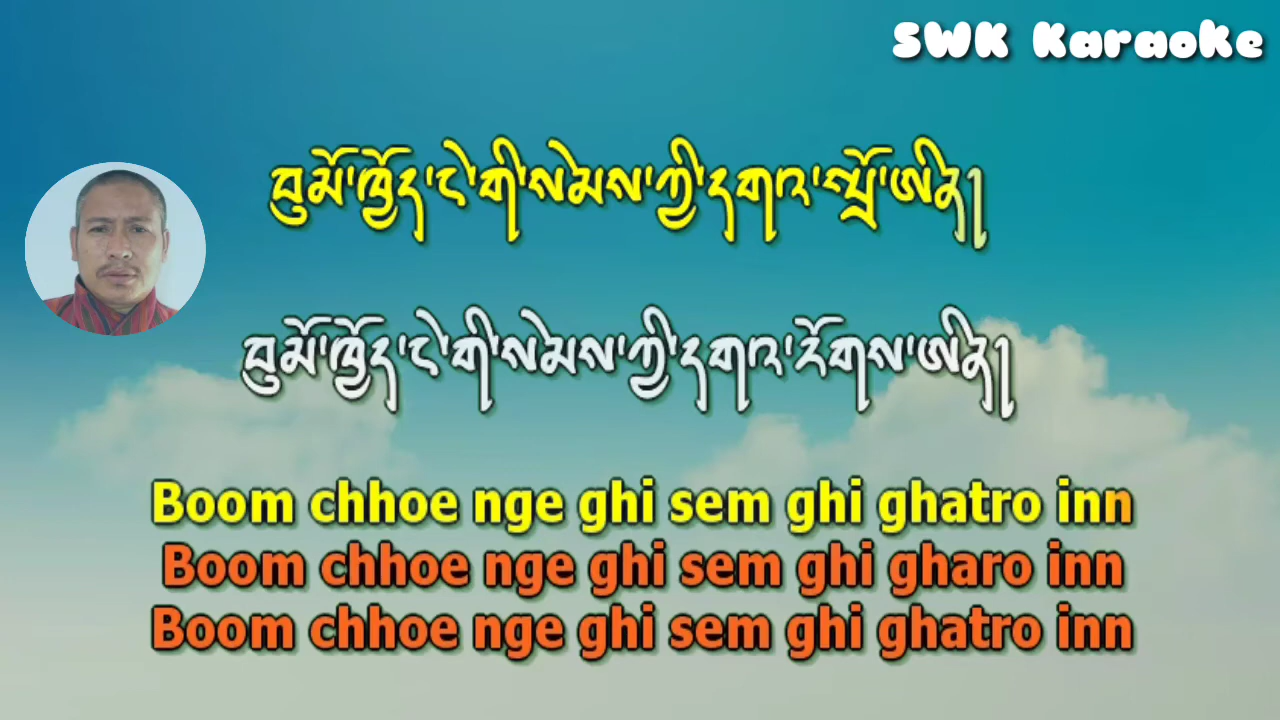 SWK Karaoke
བུམོ་ཁྱོད་ངེ་གི་སེམས་ཀྱི་དགའ་སྤྲོ་ཨིན།
བུམོ་ཁྱོད་ངེ་གི་སེམས་ཀྱི་དགའ་རོགས་ཨིན།
Boom chhoe nge ghi sem ghi ghatro inn
Boom chhoe nge ghi sem ghi gharo inn
Boom chhoe nge ghi sem ghi ghatro inn